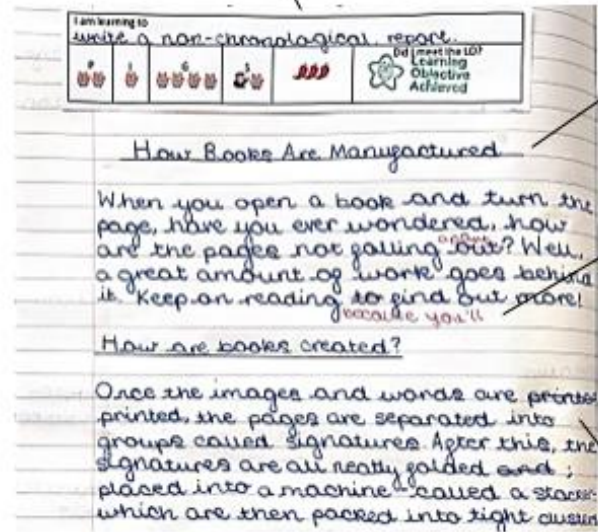 I am learning to
write a non-chronological report.
P I G S
Did I meet the LO?
Learning
Objective
Achieved
How Books Are Manufactured
When you open a book and turn the
page, have you ever wondered, how
are the pages not falling out? Well,
a great amount of work goes behind
it. Keep on reading to find out more!
because you'll
How are books created?
Once the images and words are printed
printed, the pages are separated into
groups called signatures. After this, the
signatures are all neatly folded and ;
placed into a machine - called a stacker
which are then packed into tight